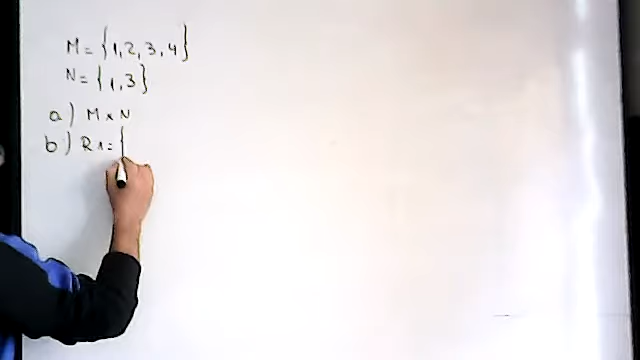 M = {1, 2, 3, 4}
N = {1, 3}
a) M x N
b) R1 = {